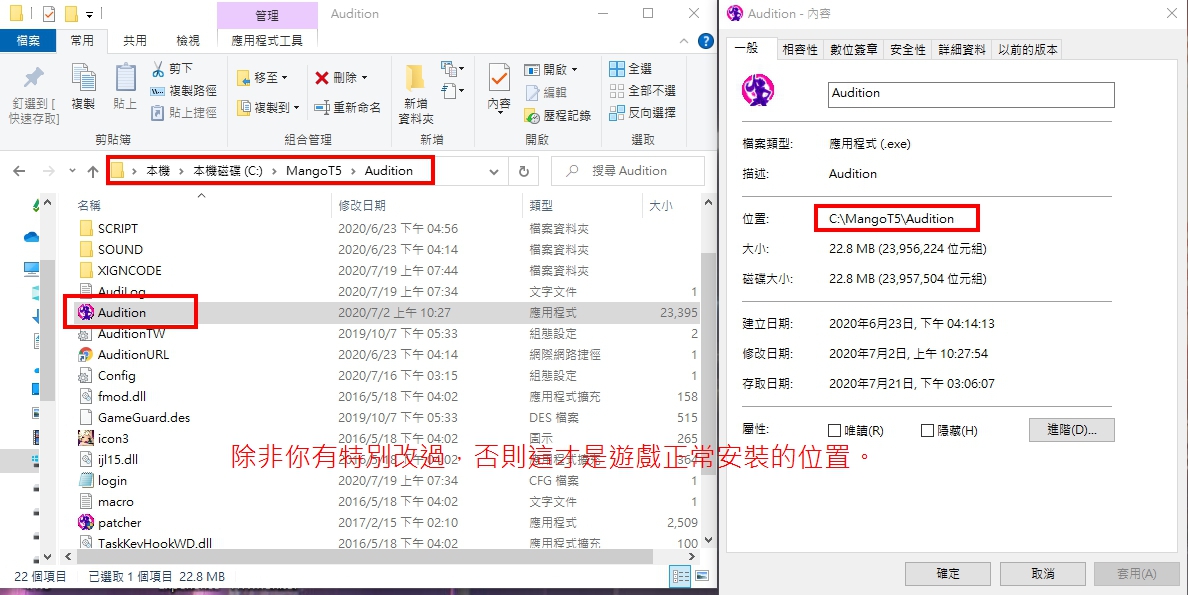 管理
Audition
檔案
常用
共用
檢視
應用程式工具
釘選到 [
快速存取]
複製
貼上
剪下
複製路徑
貼上捷徑
剪貼簿
移至
複製到
刪除
重新命名
組合管理
新增
資料夾
新增
內容
開啟
編輯
歷程記錄
開啟
全選
全部不選
反向選擇
選取
本機 > 本機磁碟 (C:) > MangoT5 > Audition
搜尋 Audition
名稱 修改日期 類型 大小
SCRIPT 2020/6/23 下午 04:56 檔案資料夾
SOUND 2020/6/23 下午 04:14 檔案資料夾
XIGNCODE 2020/7/19 上午 07:44 檔案資料夾
AudiLog 2020/7/19 上午 07:34 文字文件 1
Audition 2020/7/2 上午 10:27 應用程式 23,395
AuditionTW 2019/10/7 下午 05:33 組態設定 2
AuditionURL 2020/6/23 下午 04:14 網際網路捷徑 1
Config 2020/7/16 下午 03:15 組態設定 1
fmod.dll 2016/5/18 下午 04:02 應用程式擴充 158
GameGuard.des 2019/10/7 下午 05:33 DES 檔案 515
icon3 2016/5/18 下午 04:02 圖示 265
除非你有特別改過，否則這才是遊戲正常安裝的位置。
ijl15.dll 2016/5/18 下午 04:02 應用程式擴充 364
login 2020/7/19 上午 07:34 CFG 檔案 1
macro 2016/5/18 下午 04:02 文字文件 1
patcher 2017/2/15 下午 02:10 應用程式 2,509
TaskKeyHookWD.dll 2016/5/18 下午 04:02 應用程式擴充 100
22 個項目 已選取 1 個項目 22.8 MB
Audition - 內容
一般 相容性 數位簽章 安全性 詳細資料 以前的版本
Audition
檔案類型: 應用程式 (.exe)
描述: Audition
位置: C:\MangoT5\Audition
大小: 22.8 MB (23,956,224 位元組)
磁碟大小: 22.8 MB (23,957,504 位元組)
建立日期: 2020年6月23日, 下午 04:14:13
修改日期: 2020年7月2日, 上午 10:27:54
存取日期: 2020年7月21日, 下午 03:06:07
屬性: 唯讀(R) 隱藏(H) 進階(D)...
確定 取消 套用(A)